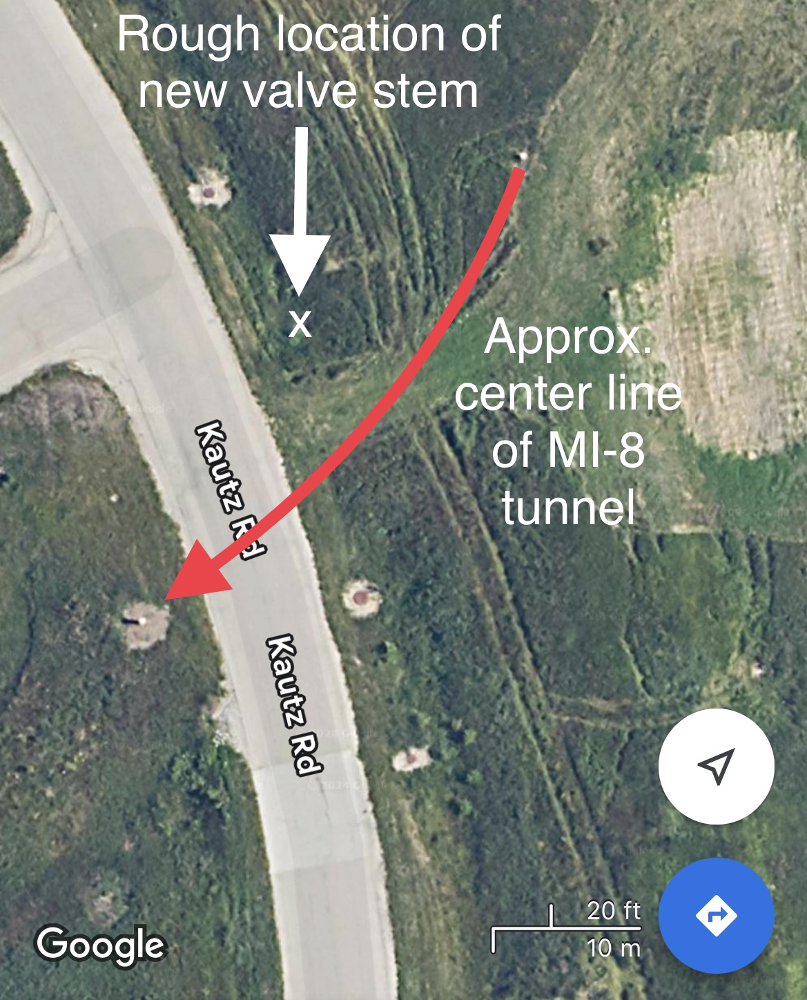 Rough location of
new valve stem
x
Approx.
center line
of MI-8
tunnel
Kautz Rd
Kautz Rd
20 ft
10 m
Google